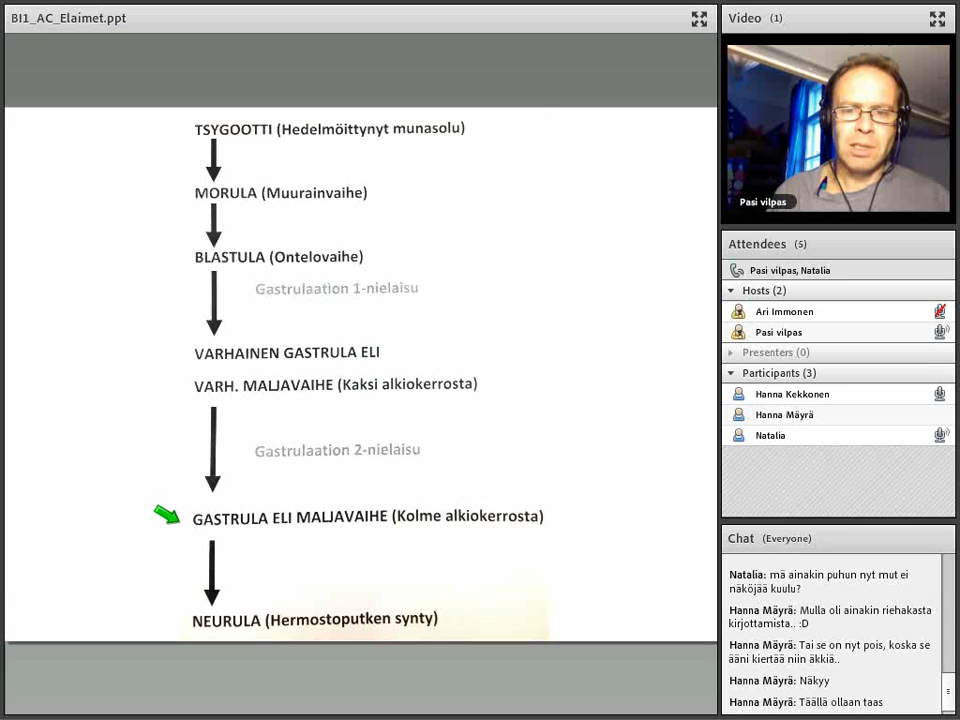 BI1_AC_Elaimet.ppt
TSYGOOTTI (Hedelmöittynyt munasolu)
MORULA (Muurainvaihe)
BLASTULA (Ontelovaihe)
Gastrulaation 1-nielaisu
VARHAINEN GASTRULA ELI
VARH. MALJAVAIHE (Kaksi alkiokerrosta)
Gastrulaation 2-nielaisu
GASTRULA ELI MALJAVAIHE (Kolme alkiokerrosta)
NEURULA (Hermostoputken synty)
Video (1)
Pasi vilpas
Attendees (5)
Pasi vilpas, Natalia
Hosts (2)
Ari Immonen
Pasi vilpas
Presenters (0)
Participants (3)
Hanna Kekkonen
Hanna Mäyrä
Natalia
Chat (Everyone)
Natalia: mä ainakin puhun nyt mut ei
näköjää kuulu?
Hanna Mäyrä: Mulla oli ainakin riehakasta
kirjottamista.. :D
Hanna Mäyrä: Tai se on nyt pois, koska se
ääni kiertää niin äkkiä..
Hanna Mäyrä: Näkyy
Hanna Mäyrä: Täällä ollaan taas